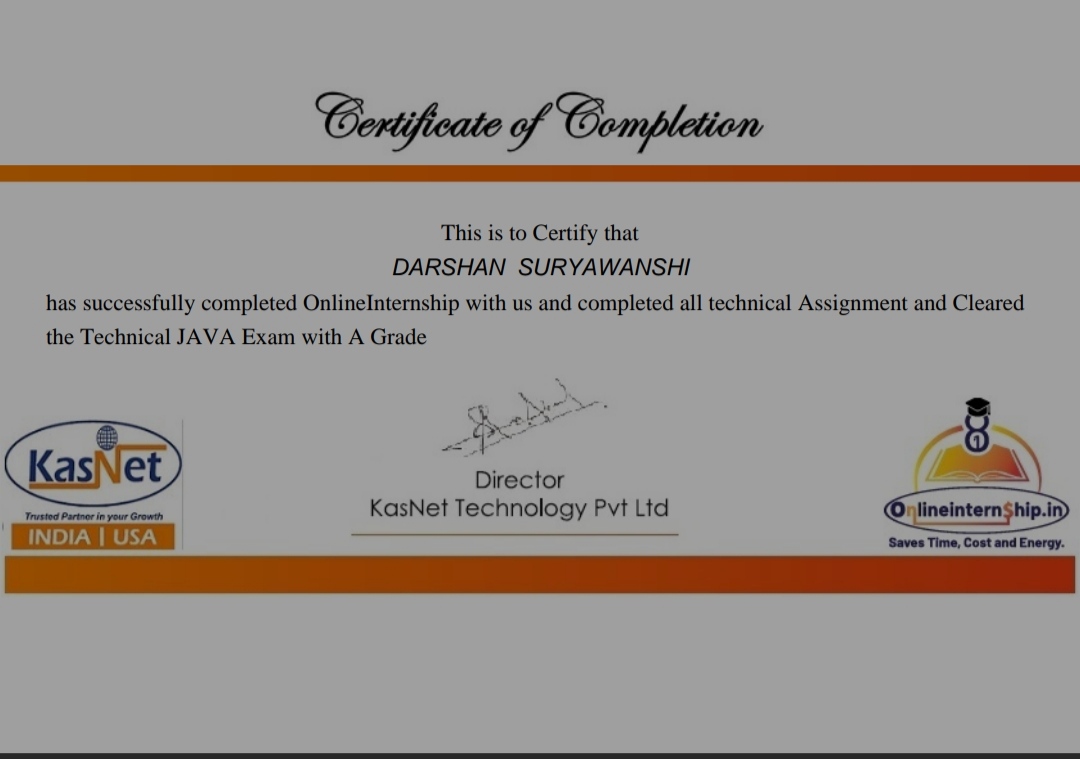 Certificate of Completion
This is to Certify that
DARSHAN SURYAWANSHI
has successfully completed OnlineInternship with us and completed all technical Assignment and Cleared
the Technical JAVA Exam with A Grade
KasNet
Trusted Partner in your Growth
INDIA | USA
Director
KasNet Technology Pvt Ltd
Onlineintern$hip.in
Saves Time, Cost and Energy.